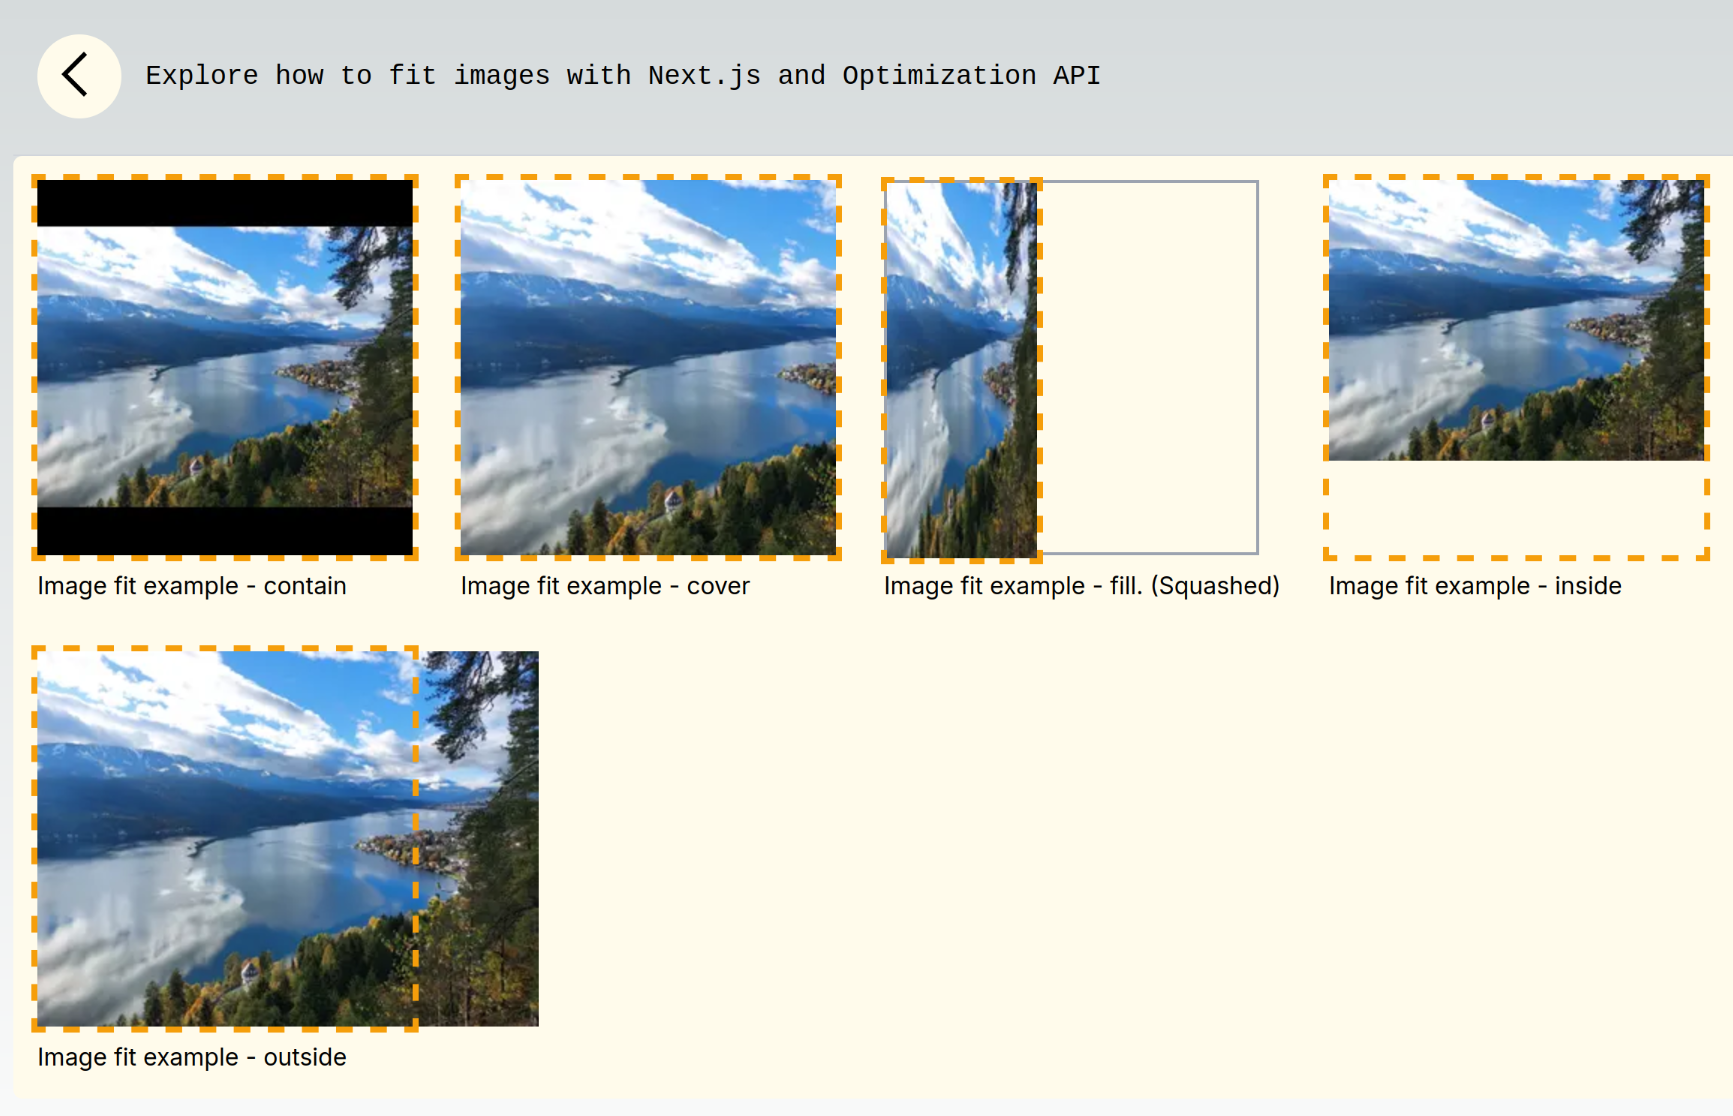 Explore how to fit images with Next.js and Optimization API
Image fit example - contain
Image fit example - cover
Image fit example - fill. (Squashed)
Image fit example - inside
Image fit example - outside